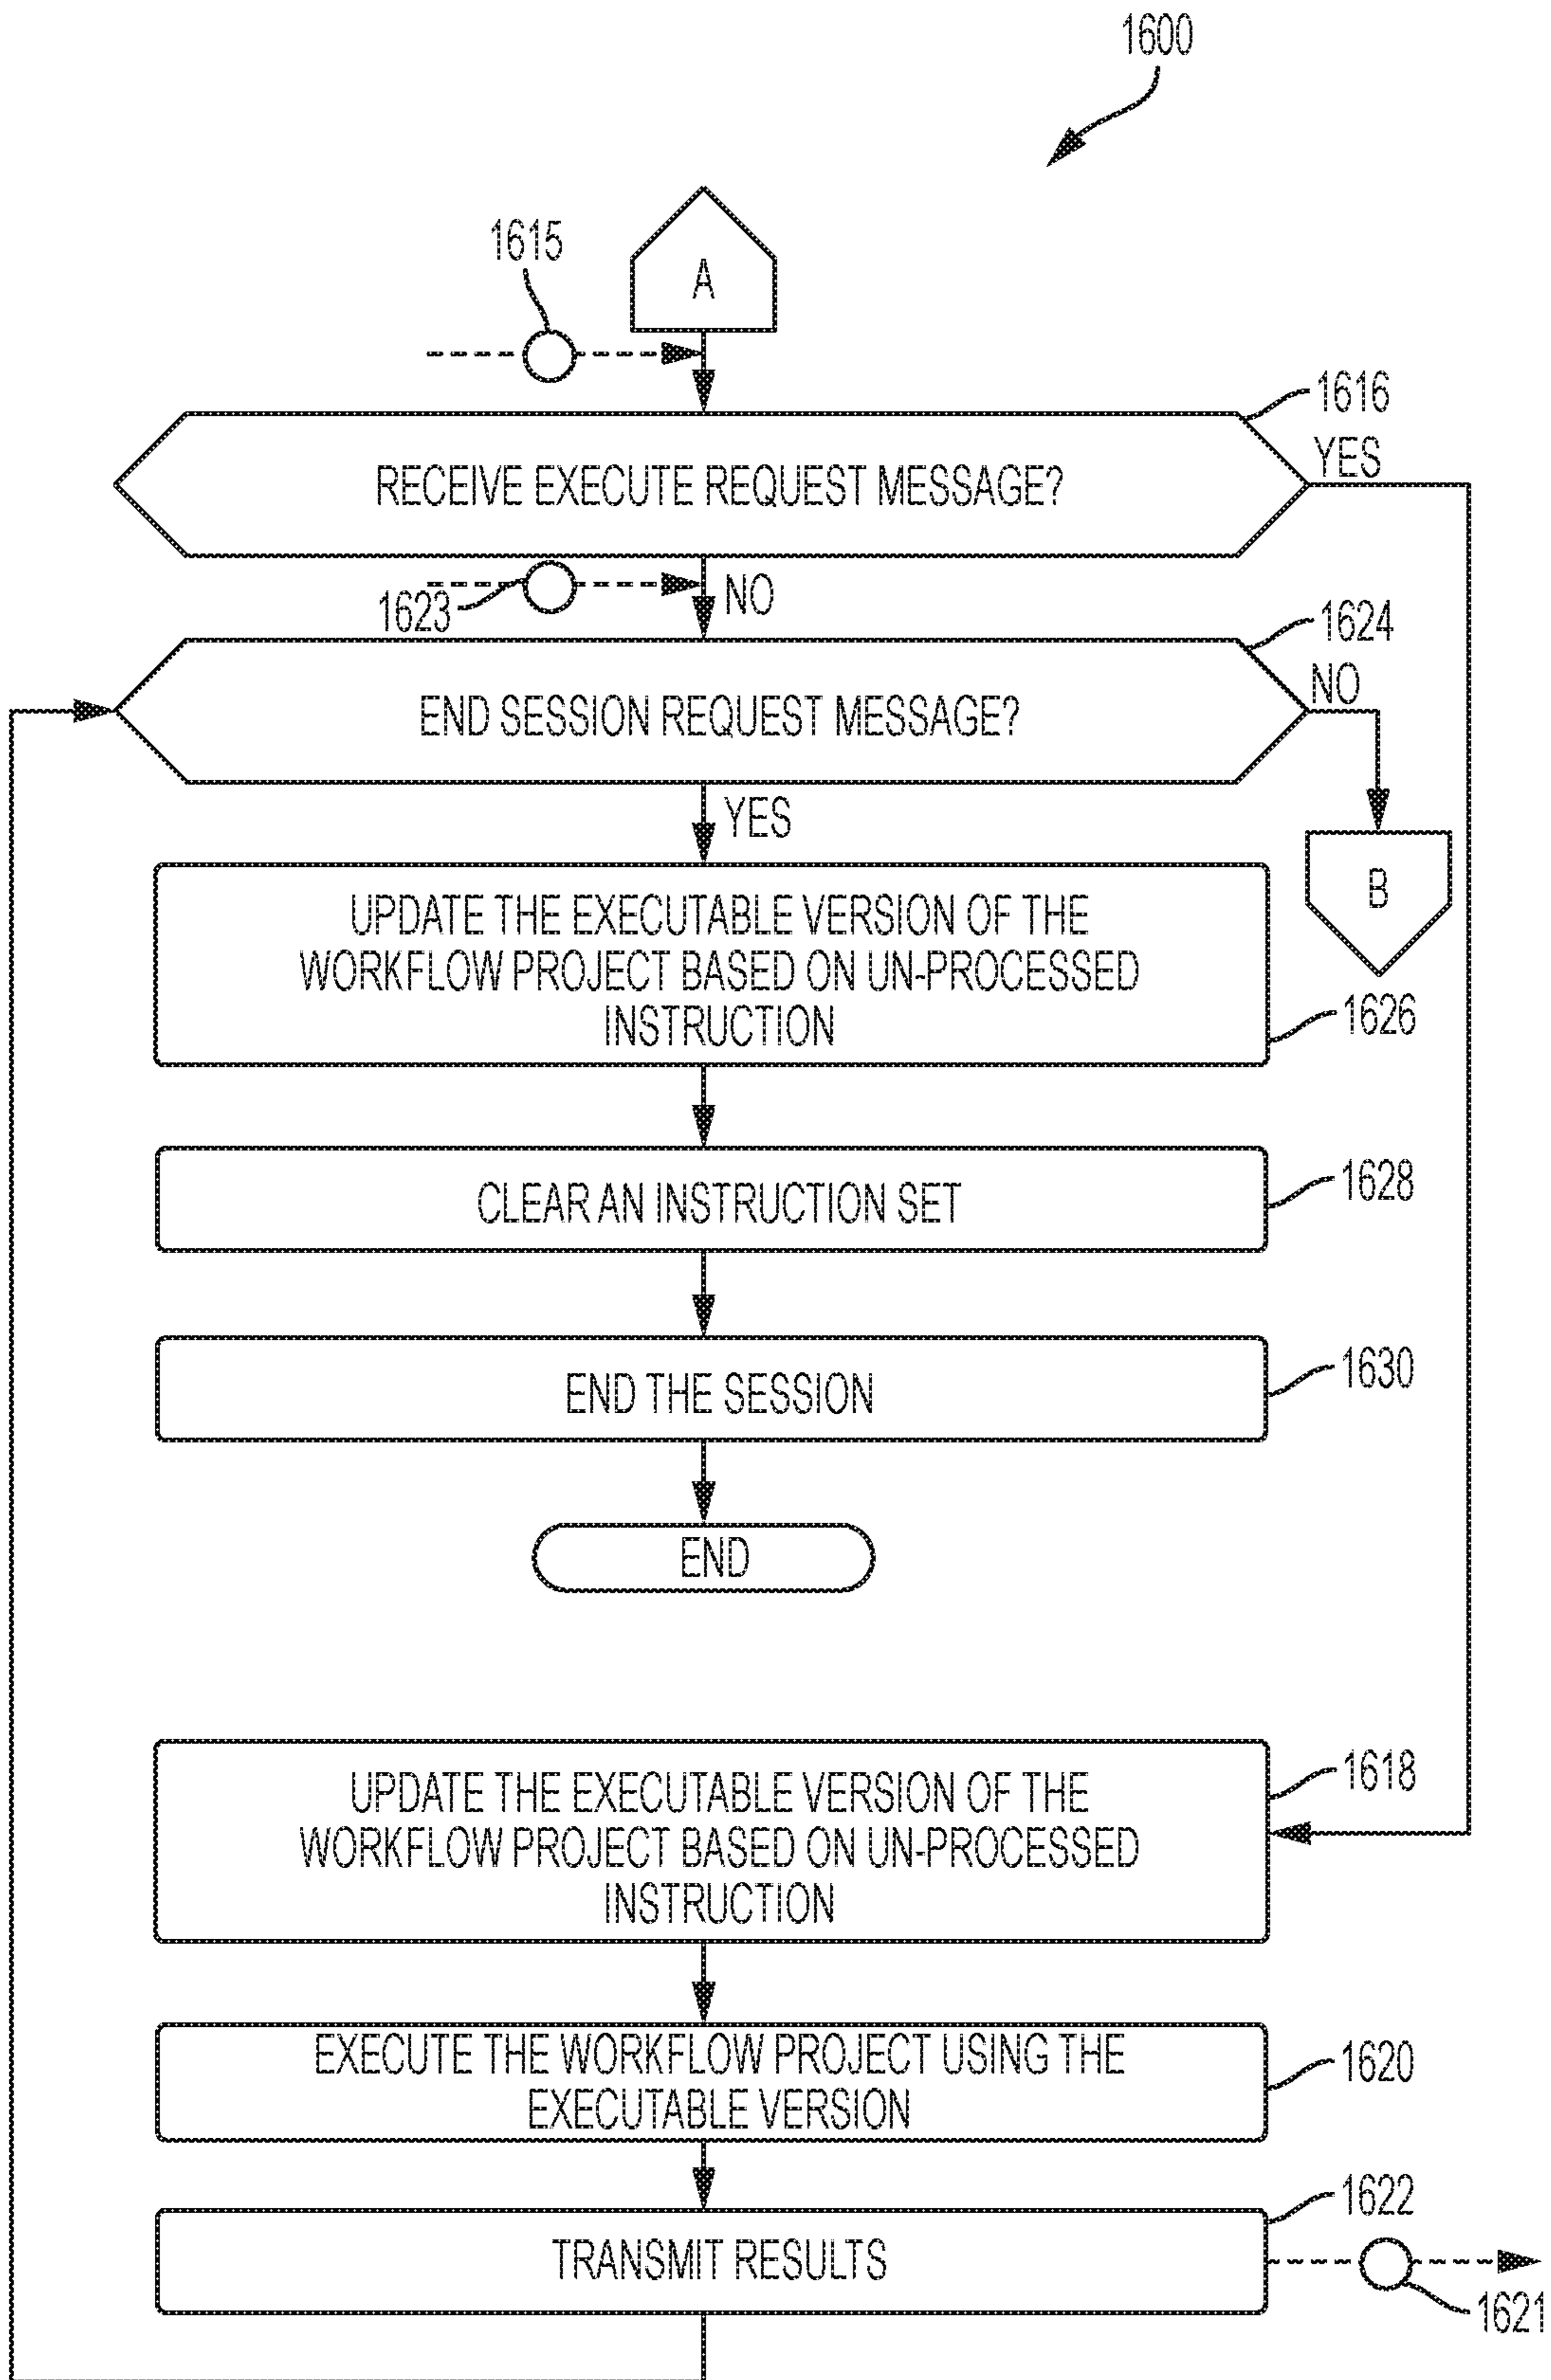 1600
A
1615
1616
RECEIVE EXECUTE REQUEST MESSAGE?
YES
1623
NO
1624
END SESSION REQUEST MESSAGE?
NO
YES
B
UPDATE THE EXECUTABLE VERSION OF THE
WORKFLOW PROJECT BASED ON UN-PROCESSED
INSTRUCTION
1626
CLEAR AN INSTRUCTION SET
1628
END THE SESSION
1630
END
UPDATE THE EXECUTABLE VERSION OF THE
WORKFLOW PROJECT BASED ON UN-PROCESSED
INSTRUCTION
1618
EXECUTE THE WORKFLOW PROJECT USING THE
EXECUTABLE VERSION
1620
TRANSMIT RESULTS
1622
1621